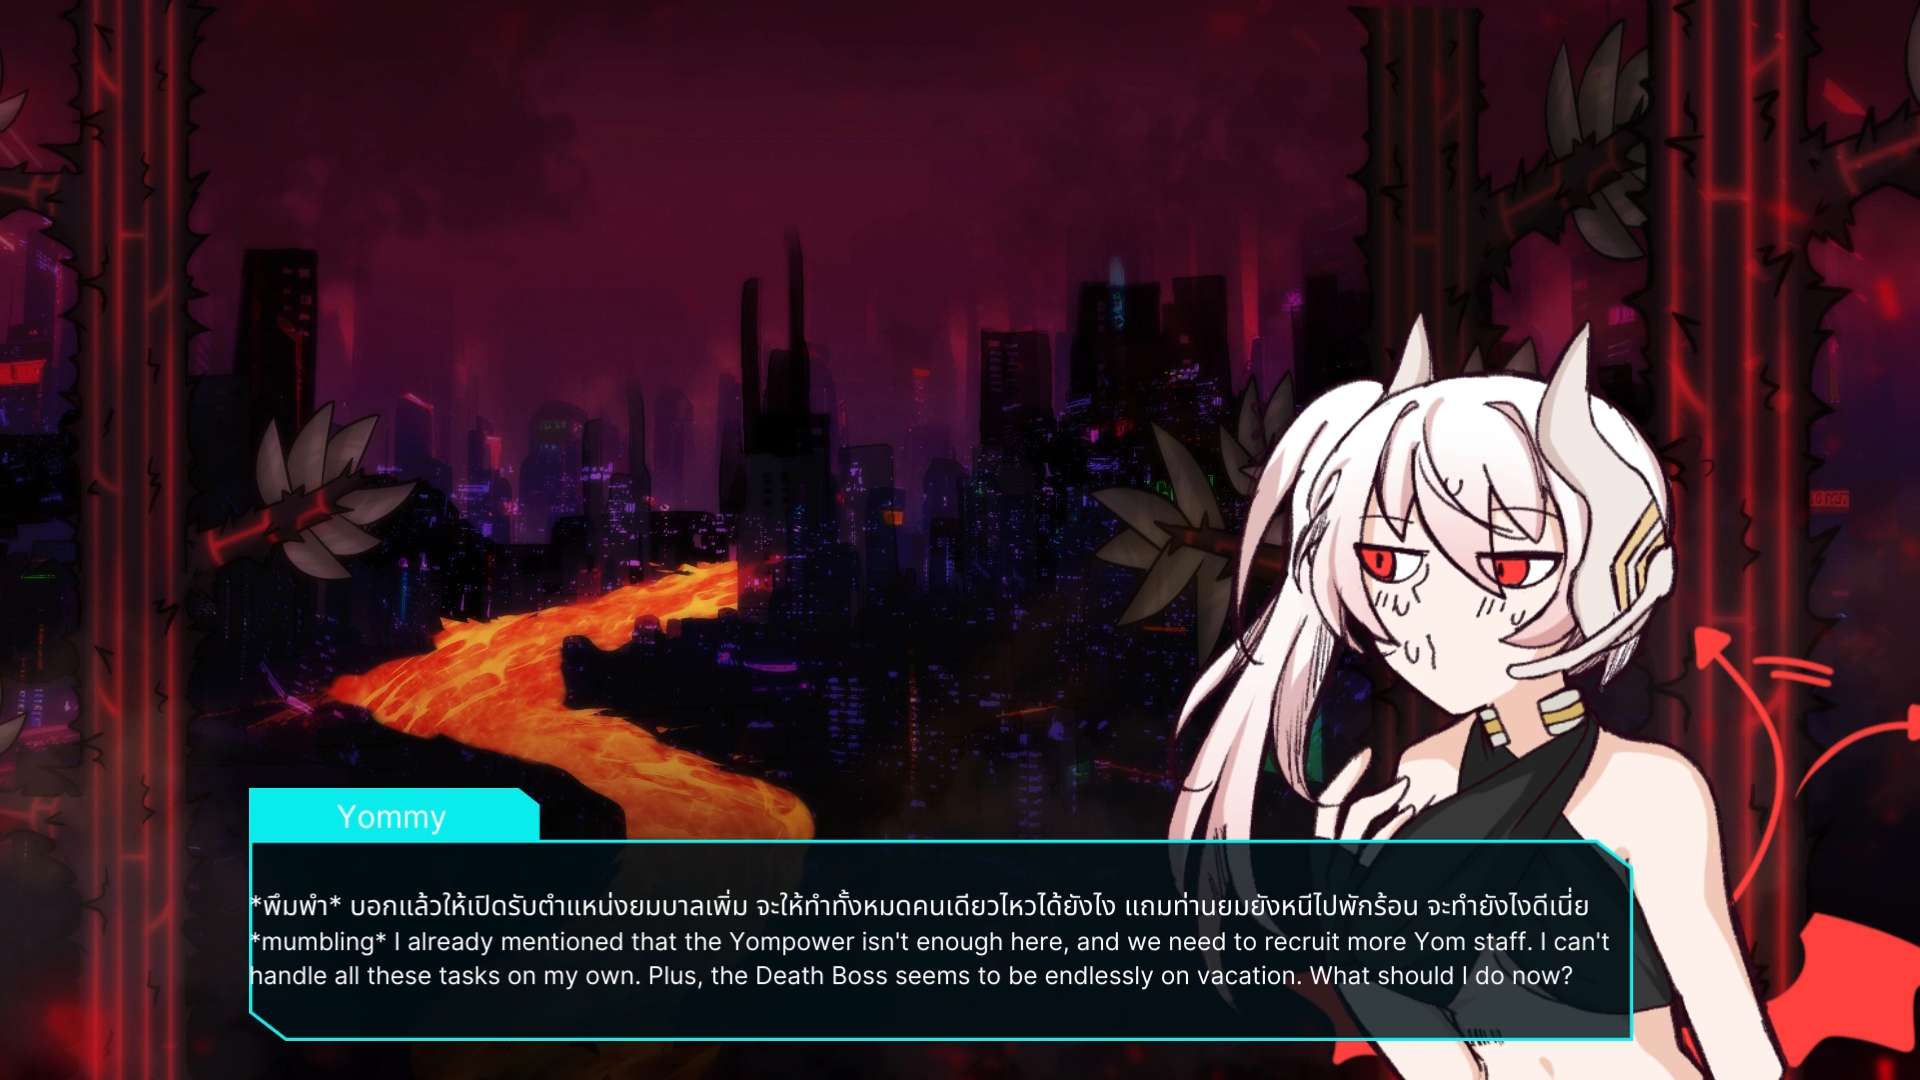 Yommy
*พึมพำ* บอกแล้วให้เปิดรับตำแหน่งยมบาลเพิ่ม จะให้ทำทั้งหมดคนเดียวไหวได้ยังไง แถมท่านยมยังหนีไปพักร้อน จะทำยังไงดีเนี่ย
*mumbling* I already mentioned that the Yompower isn't enough here, and we need to recruit more Yom staff. I can't
handle all these tasks on my own. Plus, the Death Boss seems to be endlessly on vacation. What should I do now?